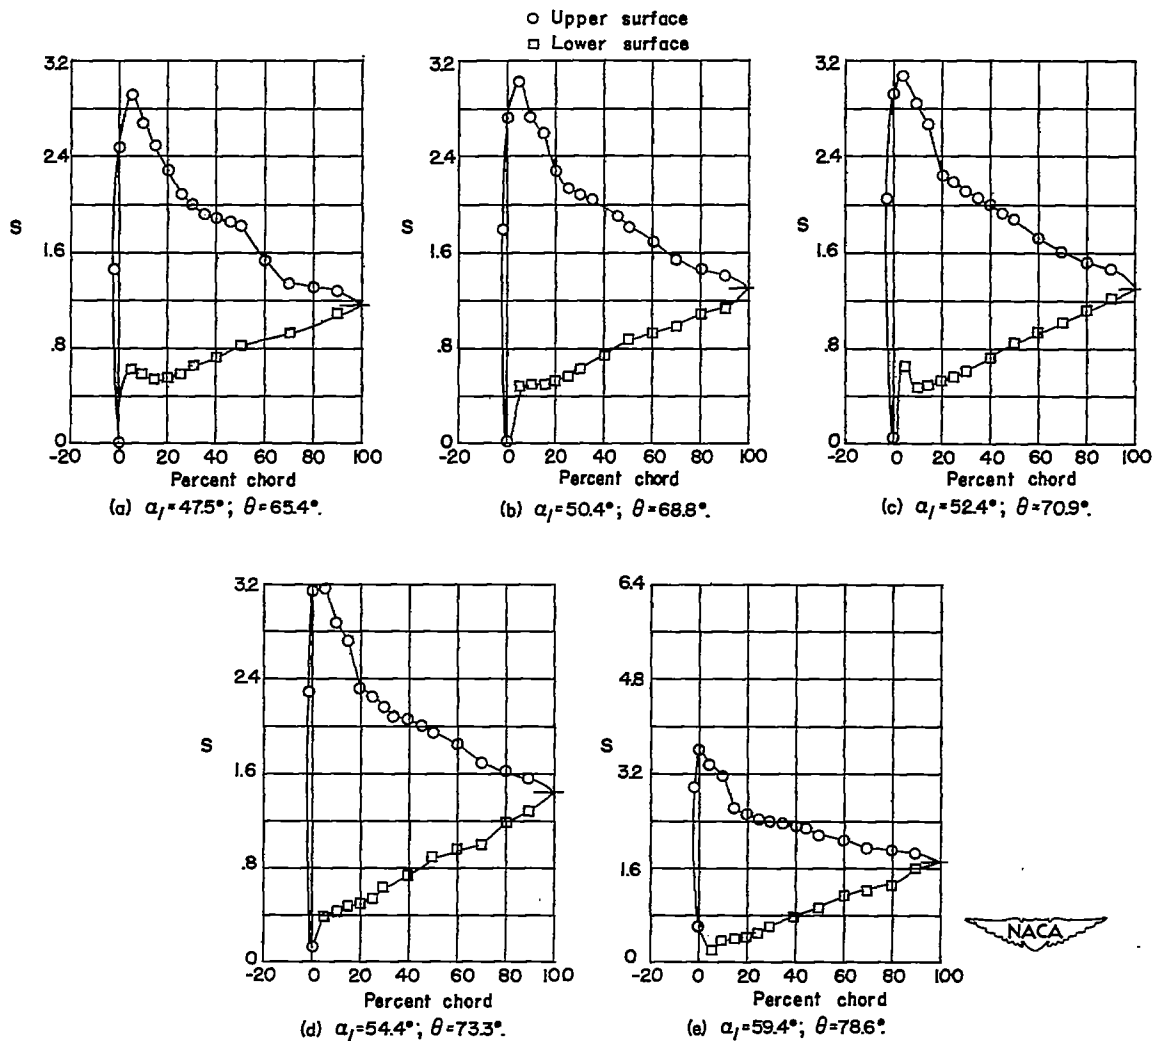 ○ Upper surface
□ Lower surface
3.2
2.4
1.6
.8
0
S
-20 0 20 40 60 80 100
Percent chord
(a) α₁=47.5°; θ=65.4°.
3.2
2.4
1.6
.8
0
S
-20 0 20 40 60 80 100
Percent chord
(b) α₁=50.4°; θ=68.8°.
3.2
2.4
1.6
.8
0
S
-20 0 20 40 60 80 100
Percent chord
(c) α₁=52.4°; θ=70.9°.
3.2
2.4
1.6
.8
0
S
-20 0 20 40 60 80 100
Percent chord
(d) α₁=54.4°; θ=73.3°.
6.4
4.8
3.2
1.6
0
S
-20 0 20 40 60 80 100
Percent chord
(e) α₁=59.4°; θ=78.6°.
NACA